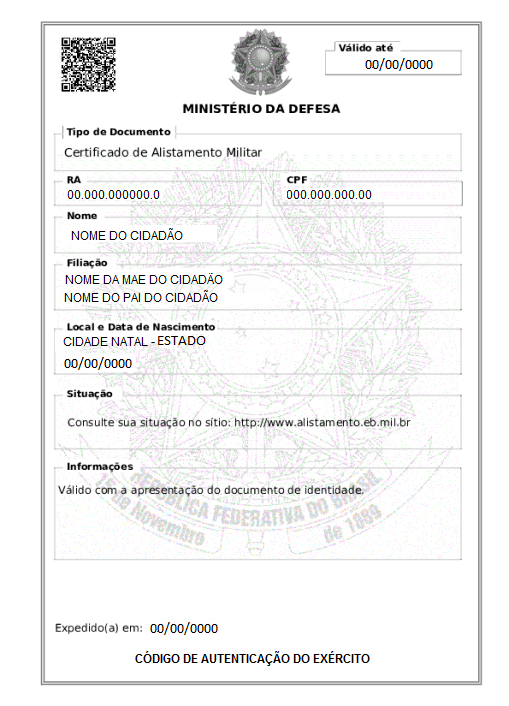 Válido até
00/00/0000
MINISTÉRIO DA DEFESA
Tipo de Documento
Certificado de Alistamento Militar
RA
00.000.000000.0
CPF
000.000.000.00
Nome
NOME DO CIDADÃO
Filiação
NOME DA MAE DO CIDADÃO
NOME DO PAI DO CIDADÃO
Local e Data de Nascimento
CIDADE NATAL - ESTADO
00/00/0000
Situação
Consulte sua situação no sítio: http://www.alistamento.eb.mil.br
Informações
Válido com a apresentação do documento de identidade.
REPÚBLICA FEDERATIVA DO BRASIL
15 de Novembro
de 1889
Expedido(a) em: 00/00/0000
CÓDIGO DE AUTENTICAÇÃO DO EXÉRCITO